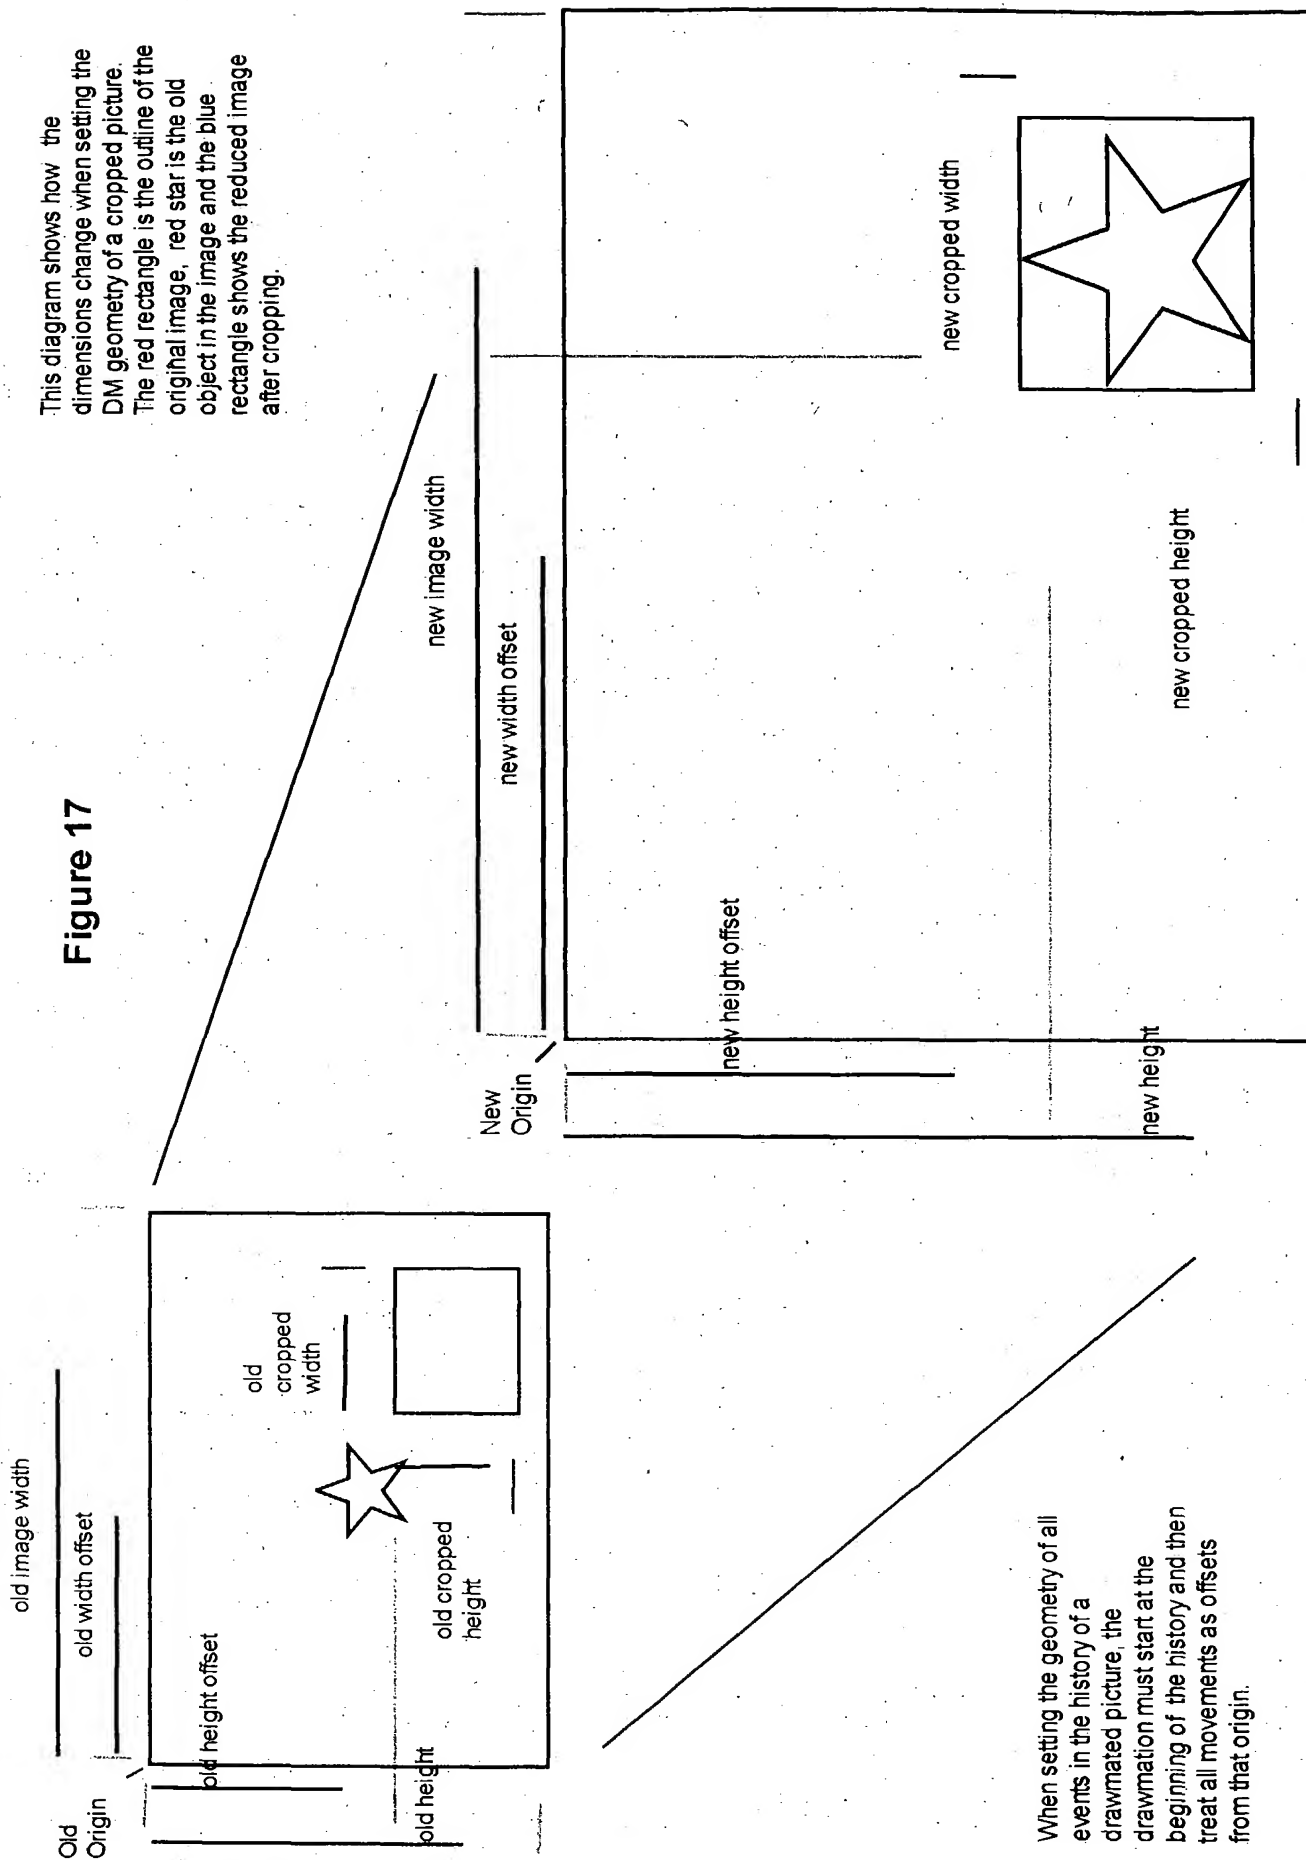 Figure 17
This diagram shows how the
dimensions change when setting the
DM geometry of a cropped picture.
The red rectangle is the outline of the
original image, red star is the old
object in the image and the blue
rectangle shows the reduced image
after cropping.
old image width
old width offset
Old
Origin
old height offset
old height
old
cropped
width
old cropped
height
new image width
new width offset
New
Origin
new height offset
new height
new cropped width
new cropped height
When setting the geometry of all
events in the history of a
drawmated picture, the
drawmation must start at the
beginning of the history and then
treat all movements as offsets
from that origin.